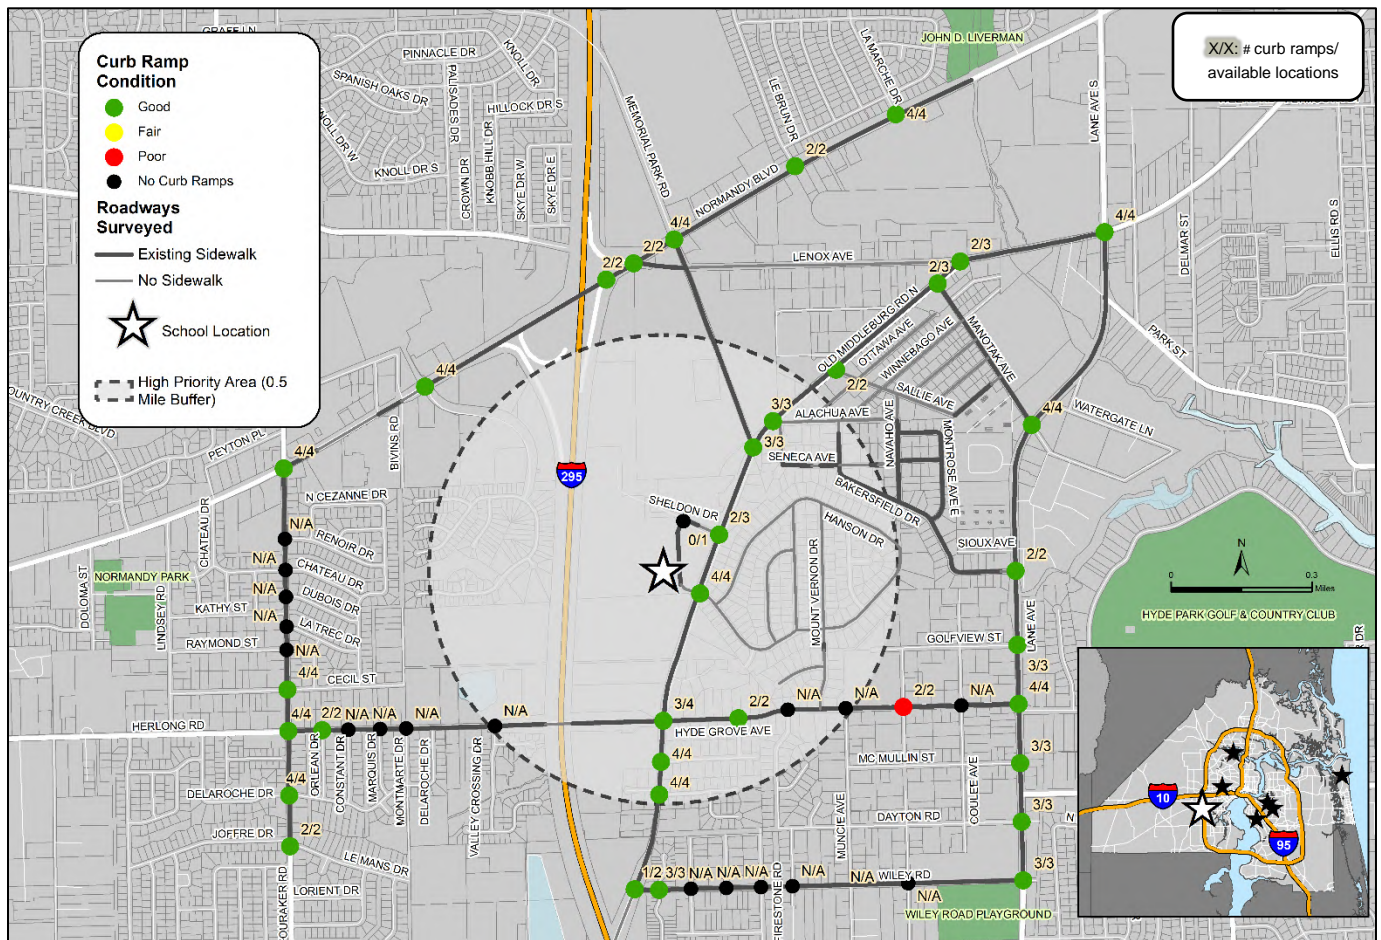 Curb Ramp
Condition
Good
Fair
Poor
No Curb Ramps
Roadways
Surveyed
Existing Sidewalk
No Sidewalk
School Location
High Priority Area (0.5
Mile Buffer)
X/X: # curb ramps/
available locations
JOHN D. LIVERMAN
PINNACLE DR
KNOLL DR
SPANISH OAKS DR
PALISADES DR
HILLOCK DR S
KNOLL DR W
KNOLL DR S
CROWN DR
KNOBB HILL DR
SKYE DR W
SKYE DR E
MEMORIAL PARK RD
LE BRUN DR
LA MARCHE DR
LANE AVE S
4/4
2/2
NORMANDY BLVD
4/4
2/2
2/2
LENOX AVE
2/3
2/3
4/4
DELMAR ST
ELLIS RD S
PARK ST
OLD MIDDLEBURG RD N
OTTAWA AVE
WINNEBAGO AVE
MANOTAK AVE
SALLIE AVE
2/2
4/4
WATERGATE LN
4/4
BIVINS RD
PEYTON PL
4/4
3/3
ALACHUA AVE
3/3
SENECA AVE
NAVAHO AVE
MONTROSE AVE E
BAKERSFIELD DR
HANSON DR
SIOUX AVE
2/2
295
SHELDON DR
2/3
0/1
4/4
MOUNT VERNON DR
N CEZANNE DR
CHATEAU DR
N/A
RENOIR DR
N/A
CHATEAU DR
N/A
DUBOIS DR
N/A
LA TREC DR
N/A
NORMANDY PARK
DOLOMA ST
LINDSEY RD
KATHY ST
RAYMOND ST
4/4
CECIL ST
HERLONG RD
4/4
2/2
N/A
N/A
N/A
N/A
3/4
2/2
N/A
N/A
2/2
N/A
4/4
HYDE GROVE AVE
GOLFVIEW ST
LANE AVE
3/3
N
0
0.3
Miles
HYDE PARK GOLF & COUNTRY CLUB
4/4
4/4
MC MULLIN ST
3/3
ORLEAN DR
CONSTANT DR
MARQUIS DR
MONTMARTE DR
DELAROCHE DR
VALLEY CROSSING DR
4/4
DELAROCHE DR
JOFFRE DR
2/2
LE MANS DR
LORIENT DR
FOURAKER RD
MUNCIE AVE
COULEE AVE
DAYTON RD
3/3
1/2
3/3
N/A
N/A
N/A
N/A
N/A
WILEY RD
N/A
3/3
FIRESTONE RD
WILEY ROAD PLAYGROUND
10
95